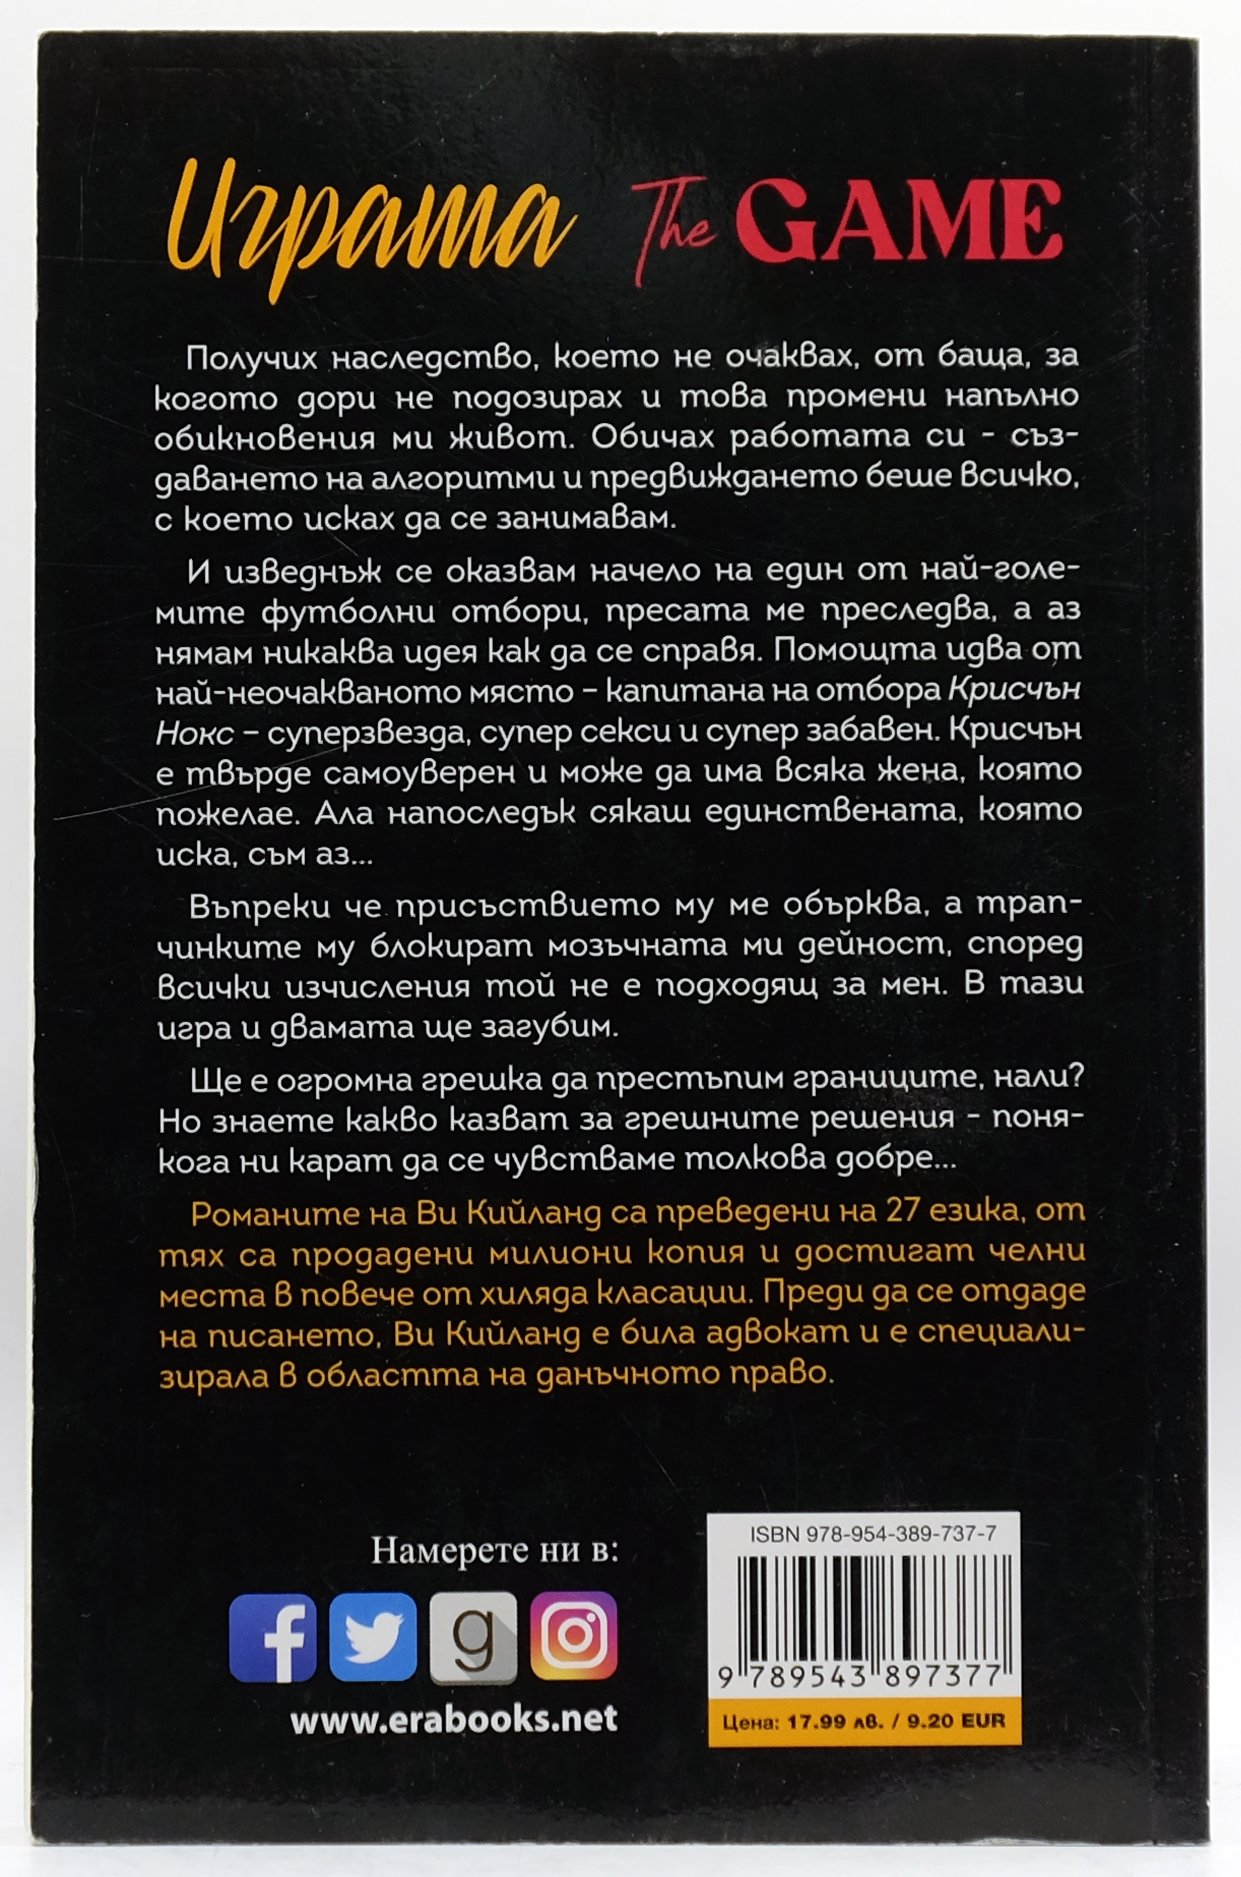 Играта The GAME
Получих наследство, което не очаквах, от баща, за
когото дори не подозирах и това промени напълно
обикновения ми живот. Обичах работата си - съз-
даването на алгоритми и предвиждането беше всичко,
с което исках да се занимавам.
И изведнъж се оказвам начело на един от най-голе-
мите футболни отбори, пресата ме преследва, а аз
нямам никаква идея как да се справя. Помощта идва от
най-неочакваното място – капитана на отбора Крисчън
Нокс – суперзвезда, супер секси и супер забавен. Крисчън
е твърде самоуверен и може да има всяка жена, която
пожелае. Ала напоследък сякаш единствената, която
иска, съм аз...
Въпреки че присъствието му ме обърква, а трап-
чинките му блокират мозъчната ми дейност, според
всички изчисления той не е подходящ за мен. В тази
игра и двамата ще загубим.
Ще е огромна грешка да престъпим границите, нали?
Но знаете какво казват за грешните решения - поня-
кога ни карат да се чувстваме толкова добре...
Романите на Ви Кийланд са преведени на 27 езика, от
тях са продадени милиони копия и достигат челни
места в повече от хиляда класации. Преди да се отдаде
на писането, Ви Кийланд е била адвокат и е специали-
зирала в областта на данъчното право.
Намерете ни в:
f g
www.erabooks.net
ISBN 978-954-389-737-7
9 789543 897377
Цена: 17.99 лв. / 9.20 EUR